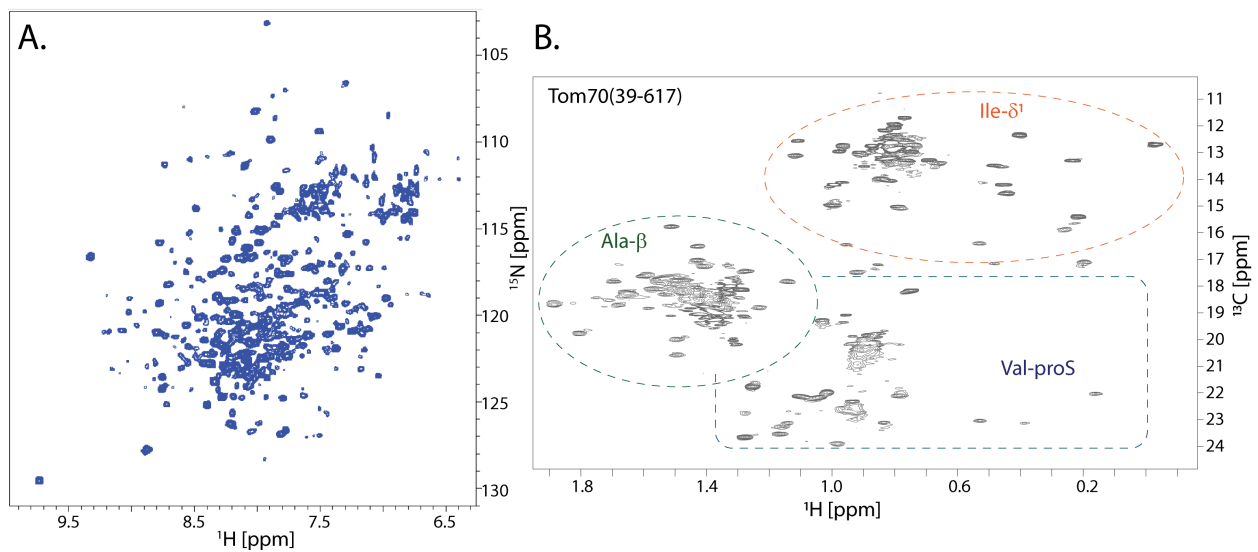 A.
105
110
115
120
125
130
¹⁵N [ppm]
9.5 8.5 7.5 6.5
¹H [ppm]
B.
Tom70(39-617)
Ile-δ¹
Ala-β
Val-proS
11
12
13
14
15
16
17
18
19
20
21
22
23
24
¹³C [ppm]
1.8 1.4 1.0 0.6 0.2
¹H [ppm]